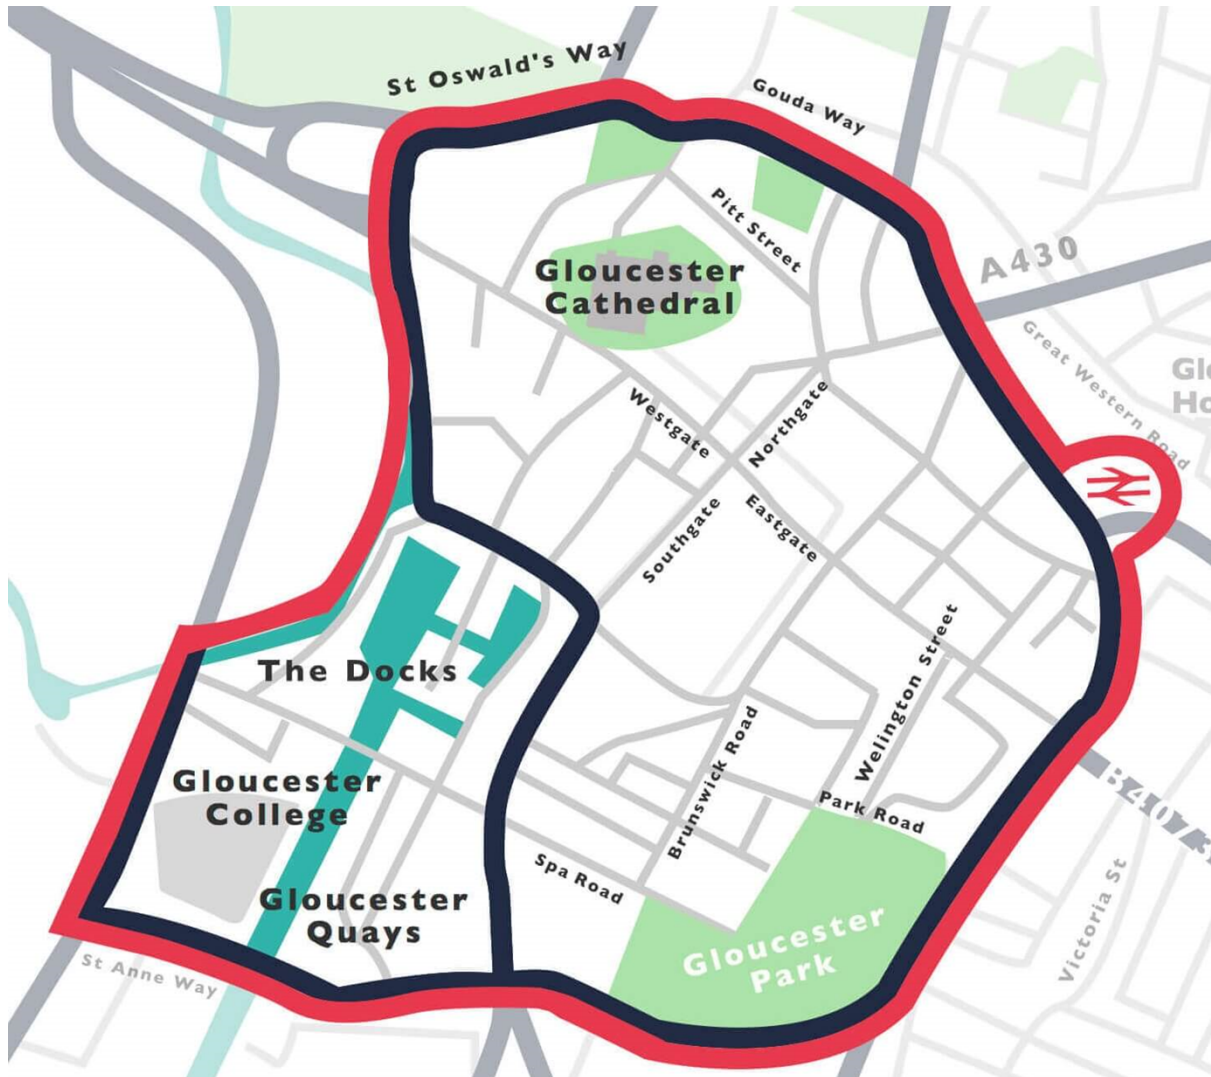 St Oswald's Way
Gouda Way
Pitt Street
A430
Gloucester
Cathedral
Great Western Road
Westgate
Northgate
Southgate
Eastgate
The Docks
Welington Street
Gloucester
College
Brunswick Road
Park Road
Spa Road
Gloucester
Quays
Gloucester
Park
St Anne Way
Victoria St